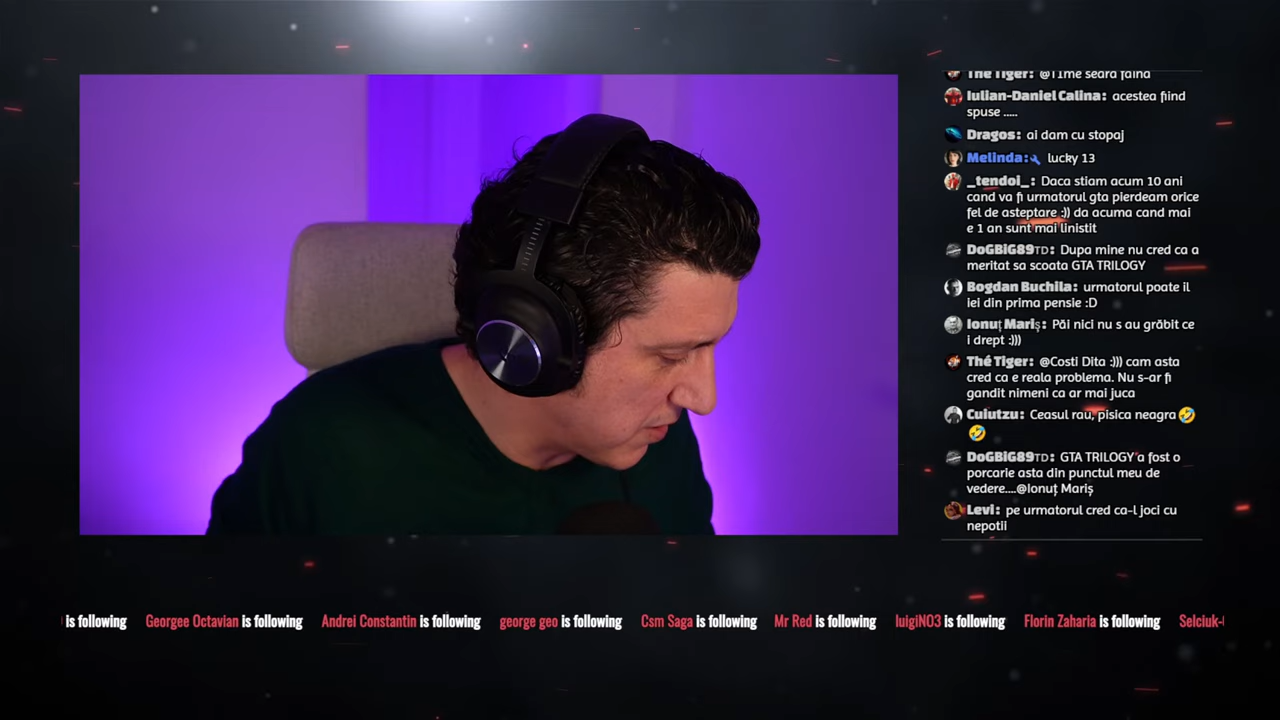 The Tiger: @T1me seara faina
Iulian-Daniel Calina: acestea fiind
spuse .....
Dragos: ai dam cu stopaj
Melinda: lucky 13
_tendoi_: Daca stiam acum 10 ani
cand va fi urmatorul gta pierdeam orice
fel de asteptare :)) da acuma cand mai
e 1 an sunt mai linistit
DoGBiG89TD: Dupa mine nu cred ca a
meritat sa scoata GTA TRILOGY
Bogdan Buchila: urmatorul poate il
iei din prima pensie :D
Ionuț Mariș: Păi nici nu s au grăbit ce
i drept :)))
Thé Tiger: @Costi Dita :))) cam asta
cred ca e reala problema. Nu s-ar fi
gandit nimeni ca ar mai juca
Cuiutzu: Ceasul rau, pisica neagra🤣
🤣
DoGBiG89TD: GTA TRILOGY a fost o
porcarie asta din punctul meu de
vedere....@Ionuț Mariș
Levi: pe urmatorul cred ca-l joci cu
nepotii
is following Georgee Octavian is following Andrei Constantin is following george geo is following Csm Saga is following Mr Red is following luigiNO3 is following Florin Zaharia is following Selciuk-